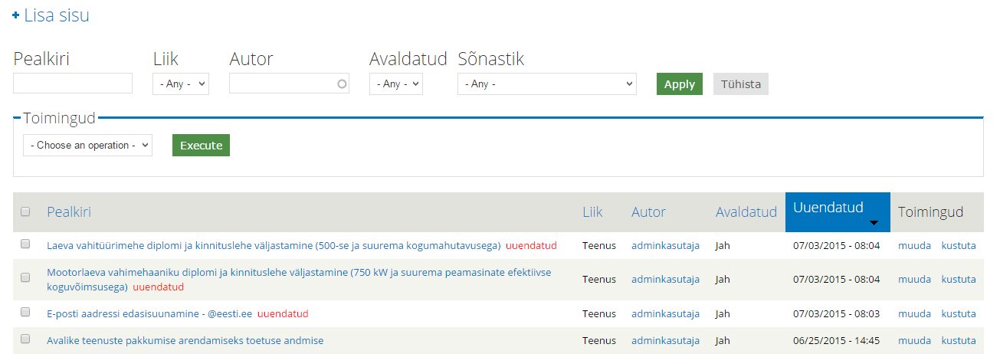 Lisa sisu
Pealkiri Liik Autor Avaldatud Sõnastik
- Any - - Any - - Any - Apply Tühista
Toimingud
- Choose an operation - Execute
Pealkiri Liik Autor Avaldatud Uuendatud Toimingud
Laeva vahitüürimehe diplomi ja kinnituslehe väljastamine (500-se ja suurema kogumahutavusega) uuendatud Teenus adminkasutaja Jah 07/03/2015 - 08:04 muuda kustuta
Mootorlaeva vahimehaaniku diplomi ja kinnituslehe väljastamine (750 kW ja suurema peamasinate efektiivse
koguvõimsusega) uuendatud Teenus adminkasutaja Jah 07/03/2015 - 08:04 muuda kustuta
E-posti aadressi edasisuunamine - @eesti.ee uuendatud Teenus adminkasutaja Jah 07/03/2015 - 08:03 muuda kustuta
Avalike teenuste pakkumise arendamiseks toetuse andmise Teenus adminkasutaja Jah 06/25/2015 - 14:45 muuda kustuta